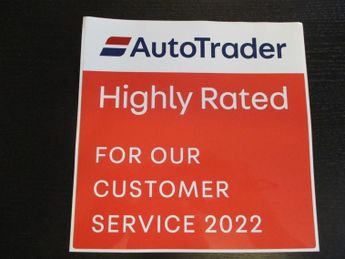 AutoTrader
Highly Rated
FOR OUR
CUSTOMER
SERVICE 2022